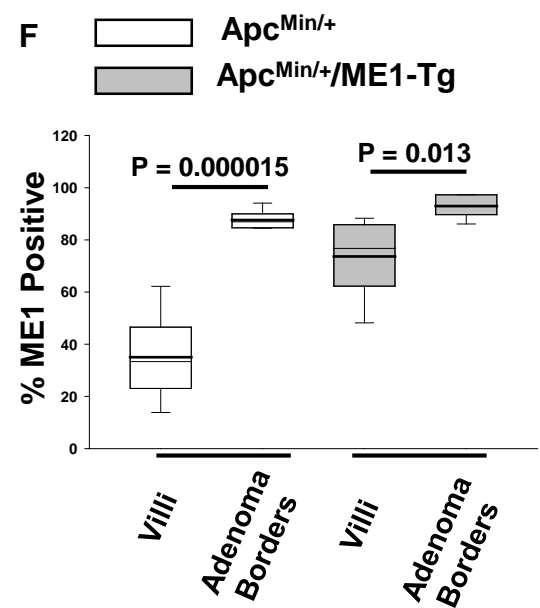 F
Apc^Min/+
Apc^Min/+/ME1-Tg
120
100
80
60
40
20
0
% ME1 Positive
P = 0.000015
P = 0.013
Villi
Adenoma
Borders
Villi
Adenoma
Borders